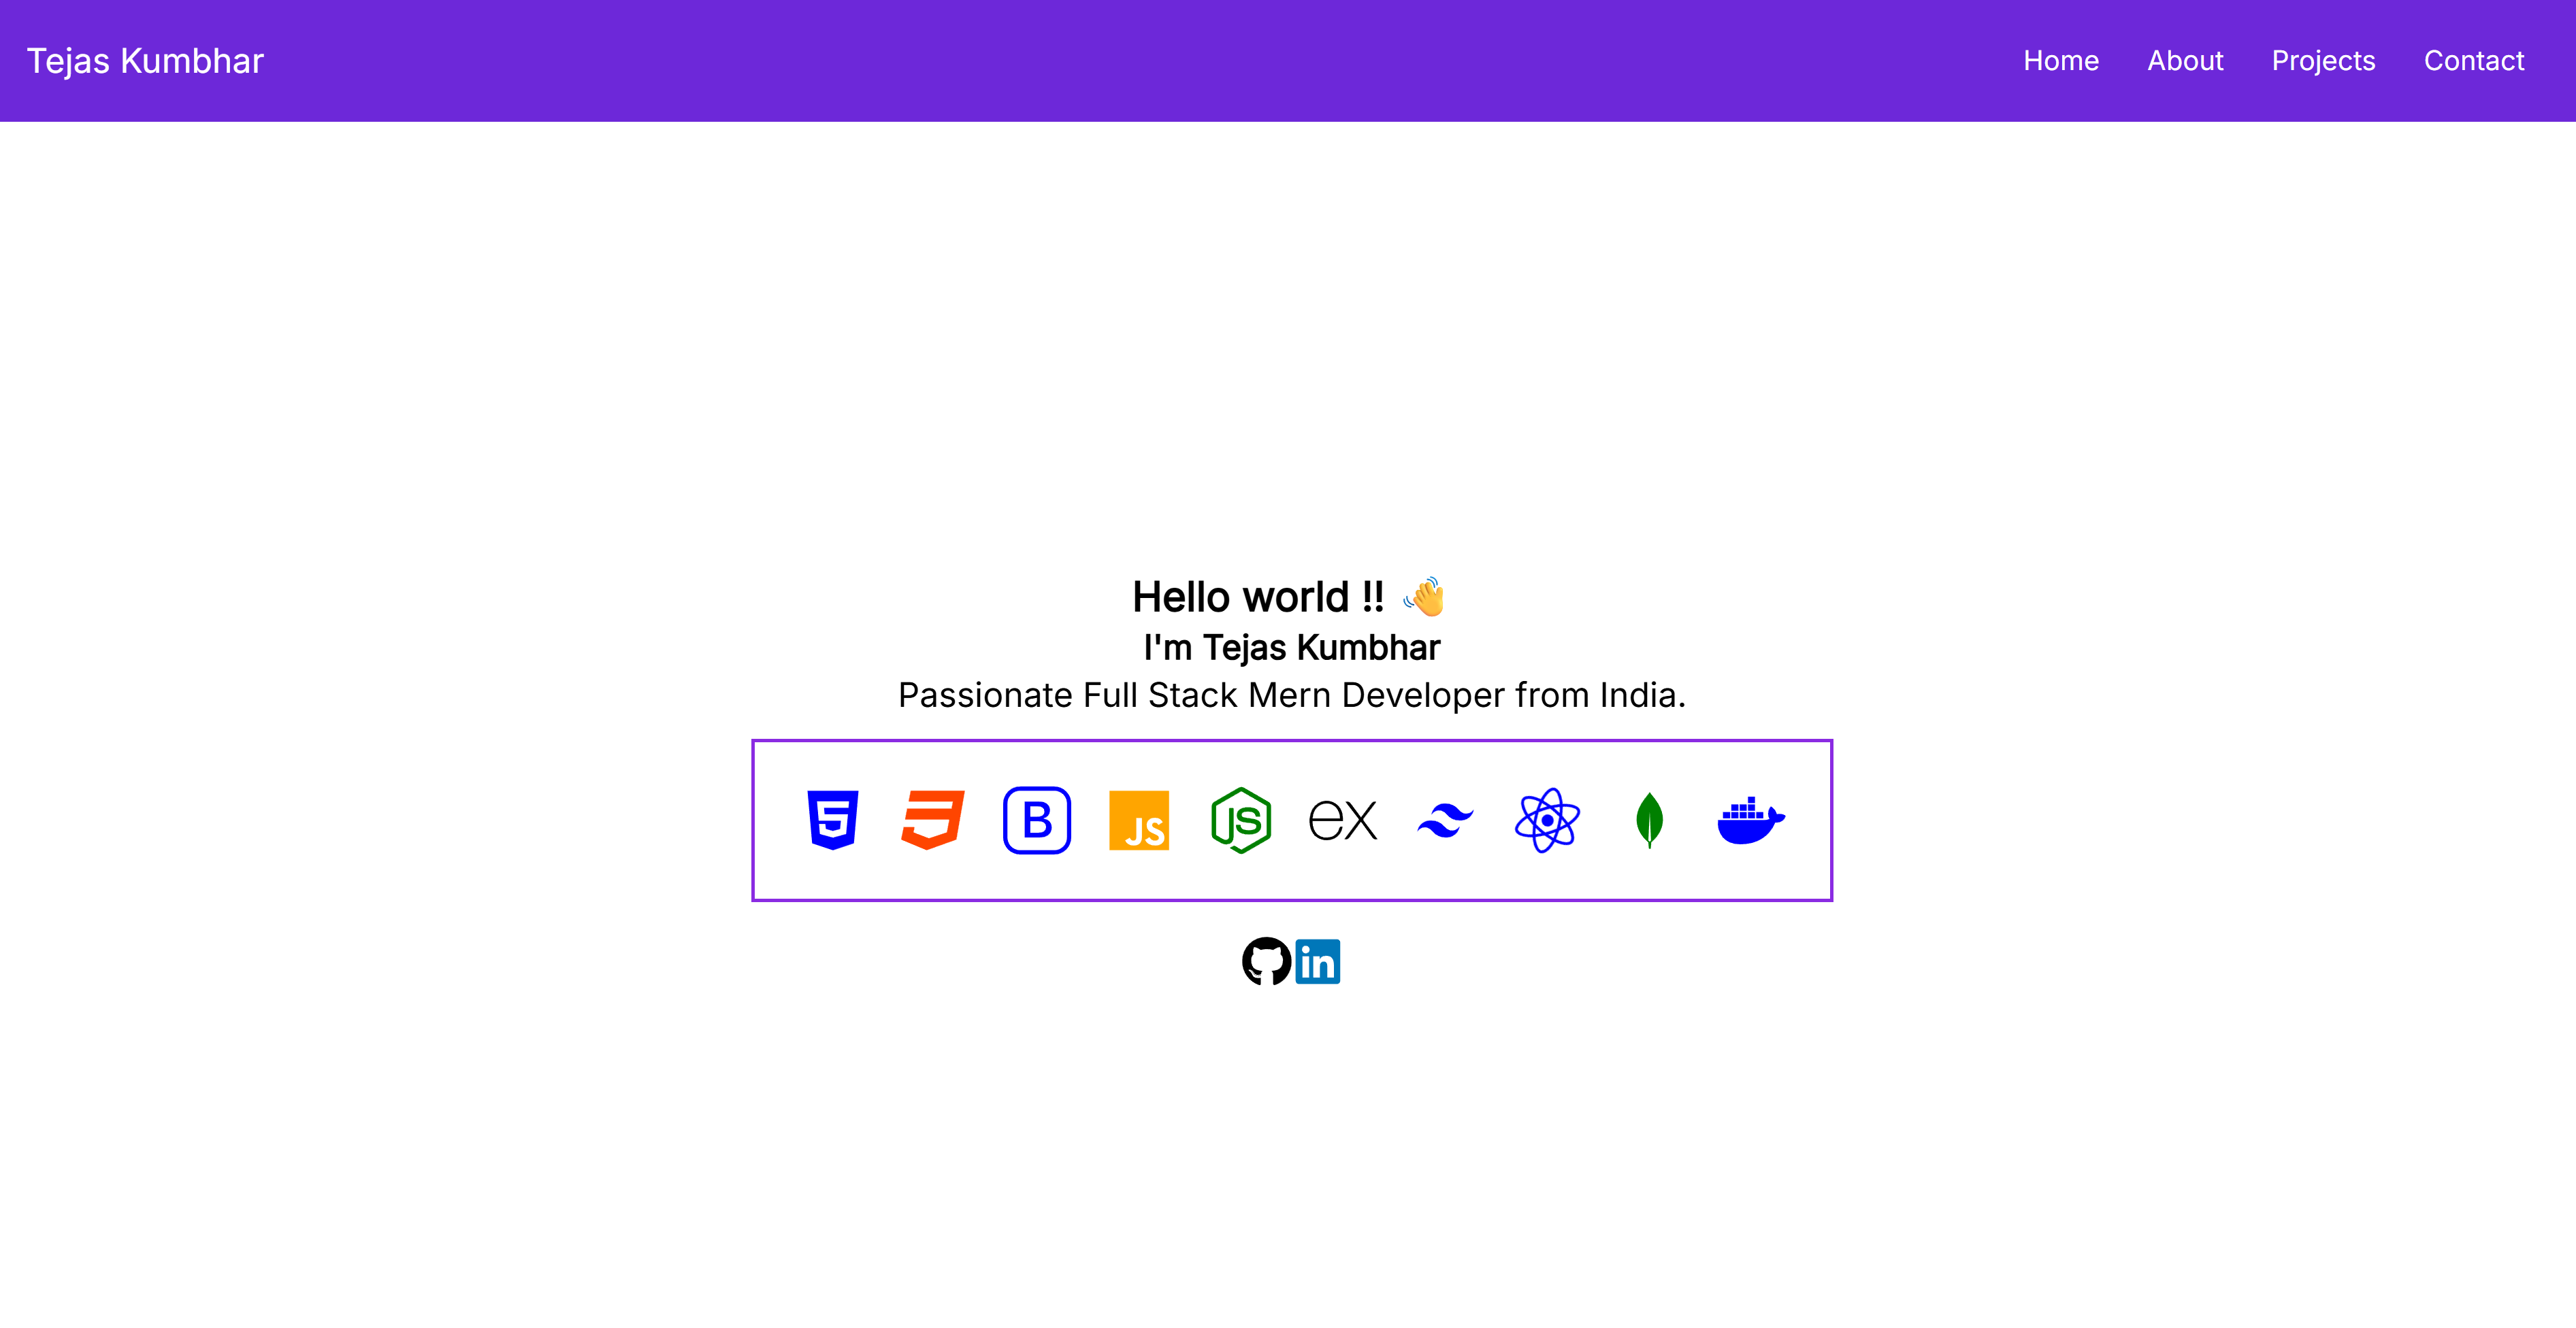 Tejas Kumbhar
Home About Projects Contact
Hello world !! 👋
I'm Tejas Kumbhar
Passionate Full Stack Mern Developer from India.
5 B JS JS ex
in